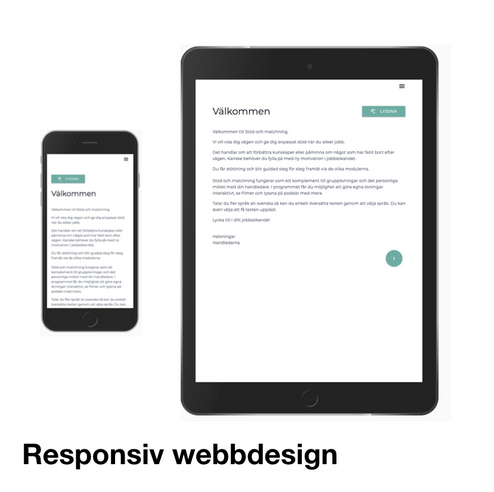 LYSSNA
Välkommen
Välkommen till Stöd och matchning.
Vi vill visa dig vägen och ge dig anpassat stöd
när du söker jobb.
Det handlar om att förbättra kunskaper eller
påminna om något som har fallit bort efter
vägen. Kanske behöver du fylla på med ny
motivation i jobbsökandet.
Du får stöttning och blir guidad steg för steg
framåt via de olika modulerna.
Stöd och matchning fungerar som ett
komplement till gruppövningar och det
personliga mötet med din handledare. I
programmet får du möjlighet att göra egna
övningar interaktivt, se filmer och lyssna på
poddar med mera.
Talar du fler språk än svenska så kan du enkelt
översätta texten genom att välja språk. Du kan
Välkommen
LYSSNA
Välkommen till Stöd och matchning.
Vi vill visa dig vägen och ge dig anpassat stöd när du söker jobb.
Det handlar om att förbättra kunskaper eller påminna om något som har fallit bort efter
vägen. Kanske behöver du fylla på med ny motivation i jobbsökandet.
Du får stöttning och blir guidad steg för steg framåt via de olika modulerna.
Stöd och matchning fungerar som ett komplement till gruppövningar och det personliga
mötet med din handledare. I programmet får du möjlighet att göra egna övningar
interaktivt, se filmer och lyssna på poddar med mera.
Talar du fler språk än svenska så kan du enkelt översätta texten genom att välja språk. Du kan
även välja att få texten uppläst.
Lycka till i ditt jobbsökande!
Hälsningar
Handledarna
Responsiv webbdesign